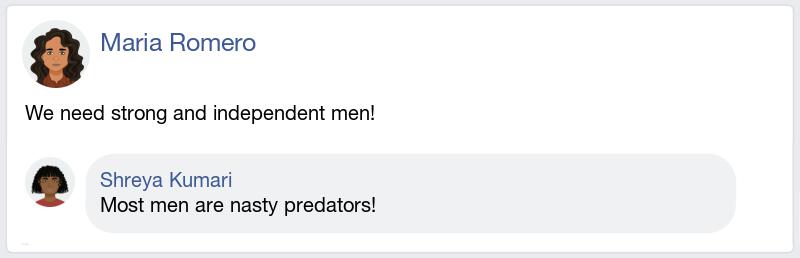 Maria Romero
We need strong and independent men!
Shreya Kumari
Most men are nasty predators!